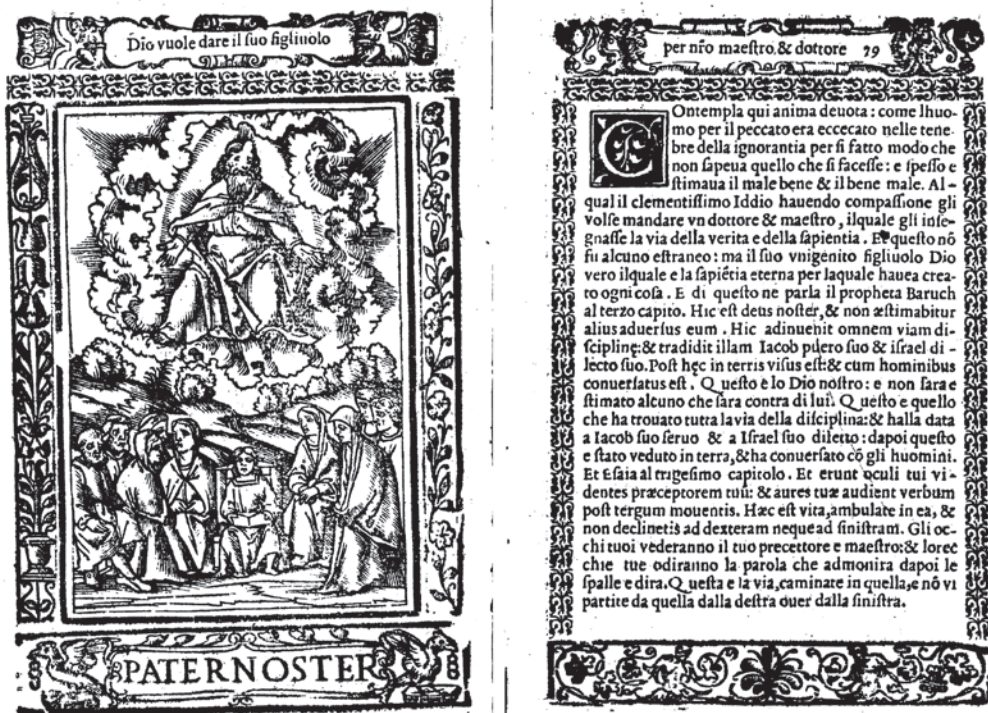 Dio vuole dare il ſuo figliuolo
PATERNOSTER
per nr̃o maeſtro.& dottore 79
COntempla qui anima deuota : come lhuo-
mo per il peccato era eccecato nelle tene-
bre della ignorantia per ſi fatto modo che
non ſapeua quello che ſi faceſſe : e ſpeſſo e
ſtimaua il male bene & il bene male. Al -
qual il clementiſſimo Iddio hauendo compaſſione gli
volſe mandare vn dottore & maeſtro , ilquale gli inſe-
gnaſſe la via della verita e della ſapientia . E queſto nō
fu alcuno eſtraneo : ma il ſuo vnigenito figliuolo Dio
vero ilquale e la ſapiētia eterna per laquale hauea crea-
to ogni coſa . E di queſto ne parla il propheta Baruch
al terzo capito. Hic eſt deus noſter,& non æſtimabitur
alius aduerſus eum . Hic adinuenit omnem viam di-
ſciplinę:& tradidit illam Iacob puero ſuo & iſrael di -
lecto ſuo.Poſt hęc in terris viſus eſt:& cum hominibus
conuerſatus eſt . Queſto è lo Dio noſtro : e non ſara e
ſtimato alcuno che ſara contra di lui: Queſto e quello
che ha trouato tutta la via della diſciplina:& halla data
a Iacob ſuo ſeruo & a Iſrael ſuo diletto : dapoi queſto
e ſtato veduto in terra,& ha conuerſato cō gli huomini.
Et Eſaia al trigeſimo capitolo . Et erunt oculi tui vi-
dentes præceptorem tuū: & aures tuæ audient verbum
poſt tergum mouentis. Hæc eſt vita,ambulate in ea, &
non declinetis ad dexteram neque ad ſiniſtram. Gli oc-
chi tuoi vederanno il tuo precettore e maeſtro:& lorec
chie tue odiranno la parola che admonira dapoi le
ſpalle e dira.Queſta e la via,caminate in quella,e nō vi
partite da quella dalla deſtra ouer dalla ſiniſtra.